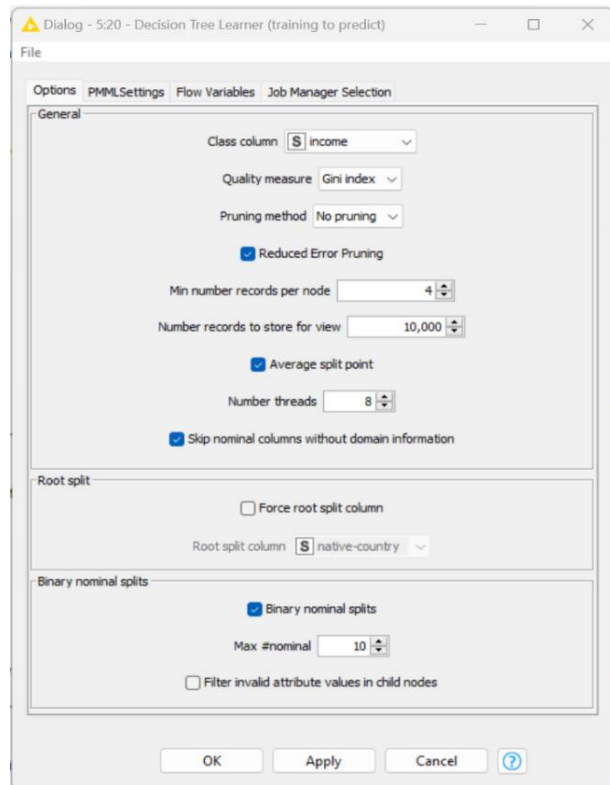 Dialog - 5:20 - Decision Tree Learner (training to predict)
File
Options PMMLSettings Flow Variables Job Manager Selection
General
Class column S income
Quality measure Gini index
Pruning method No pruning
Reduced Error Pruning
Min number records per node 4
Number records to store for view 10,000
Average split point
Number threads 8
Skip nominal columns without domain information
Root split
Force root split column
Root split column S native-country
Binary nominal splits
Binary nominal splits
Max #nominal 10
Filter invalid attribute values in child nodes
OK Apply Cancel ?